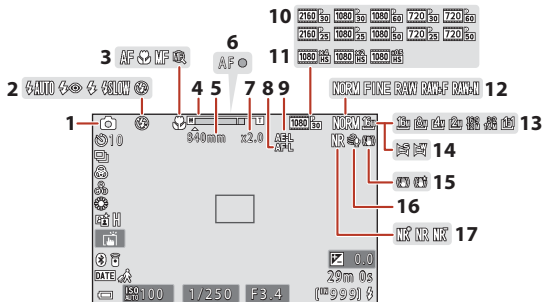 10
2160 30 1080 30 1080 60 720 30 720 60
2160 25 1080 25 1080 50 720 25 720 50
6
AF
3 AF MF
11
1080 HS 1080 HS 1080 HS
2 AUTO SLOW
4
5
7
8
9
NORM FINE RAW RAW+F RAW+N 12
1
W T
1080 30
NORM
13
840mm x2.0
AE-L
AF-L
NR
14
10
15
16
H
NR NR NR 17
0.0
DATE
29m 0s
ISO AUTO 100 1/250 F3.4 [999]